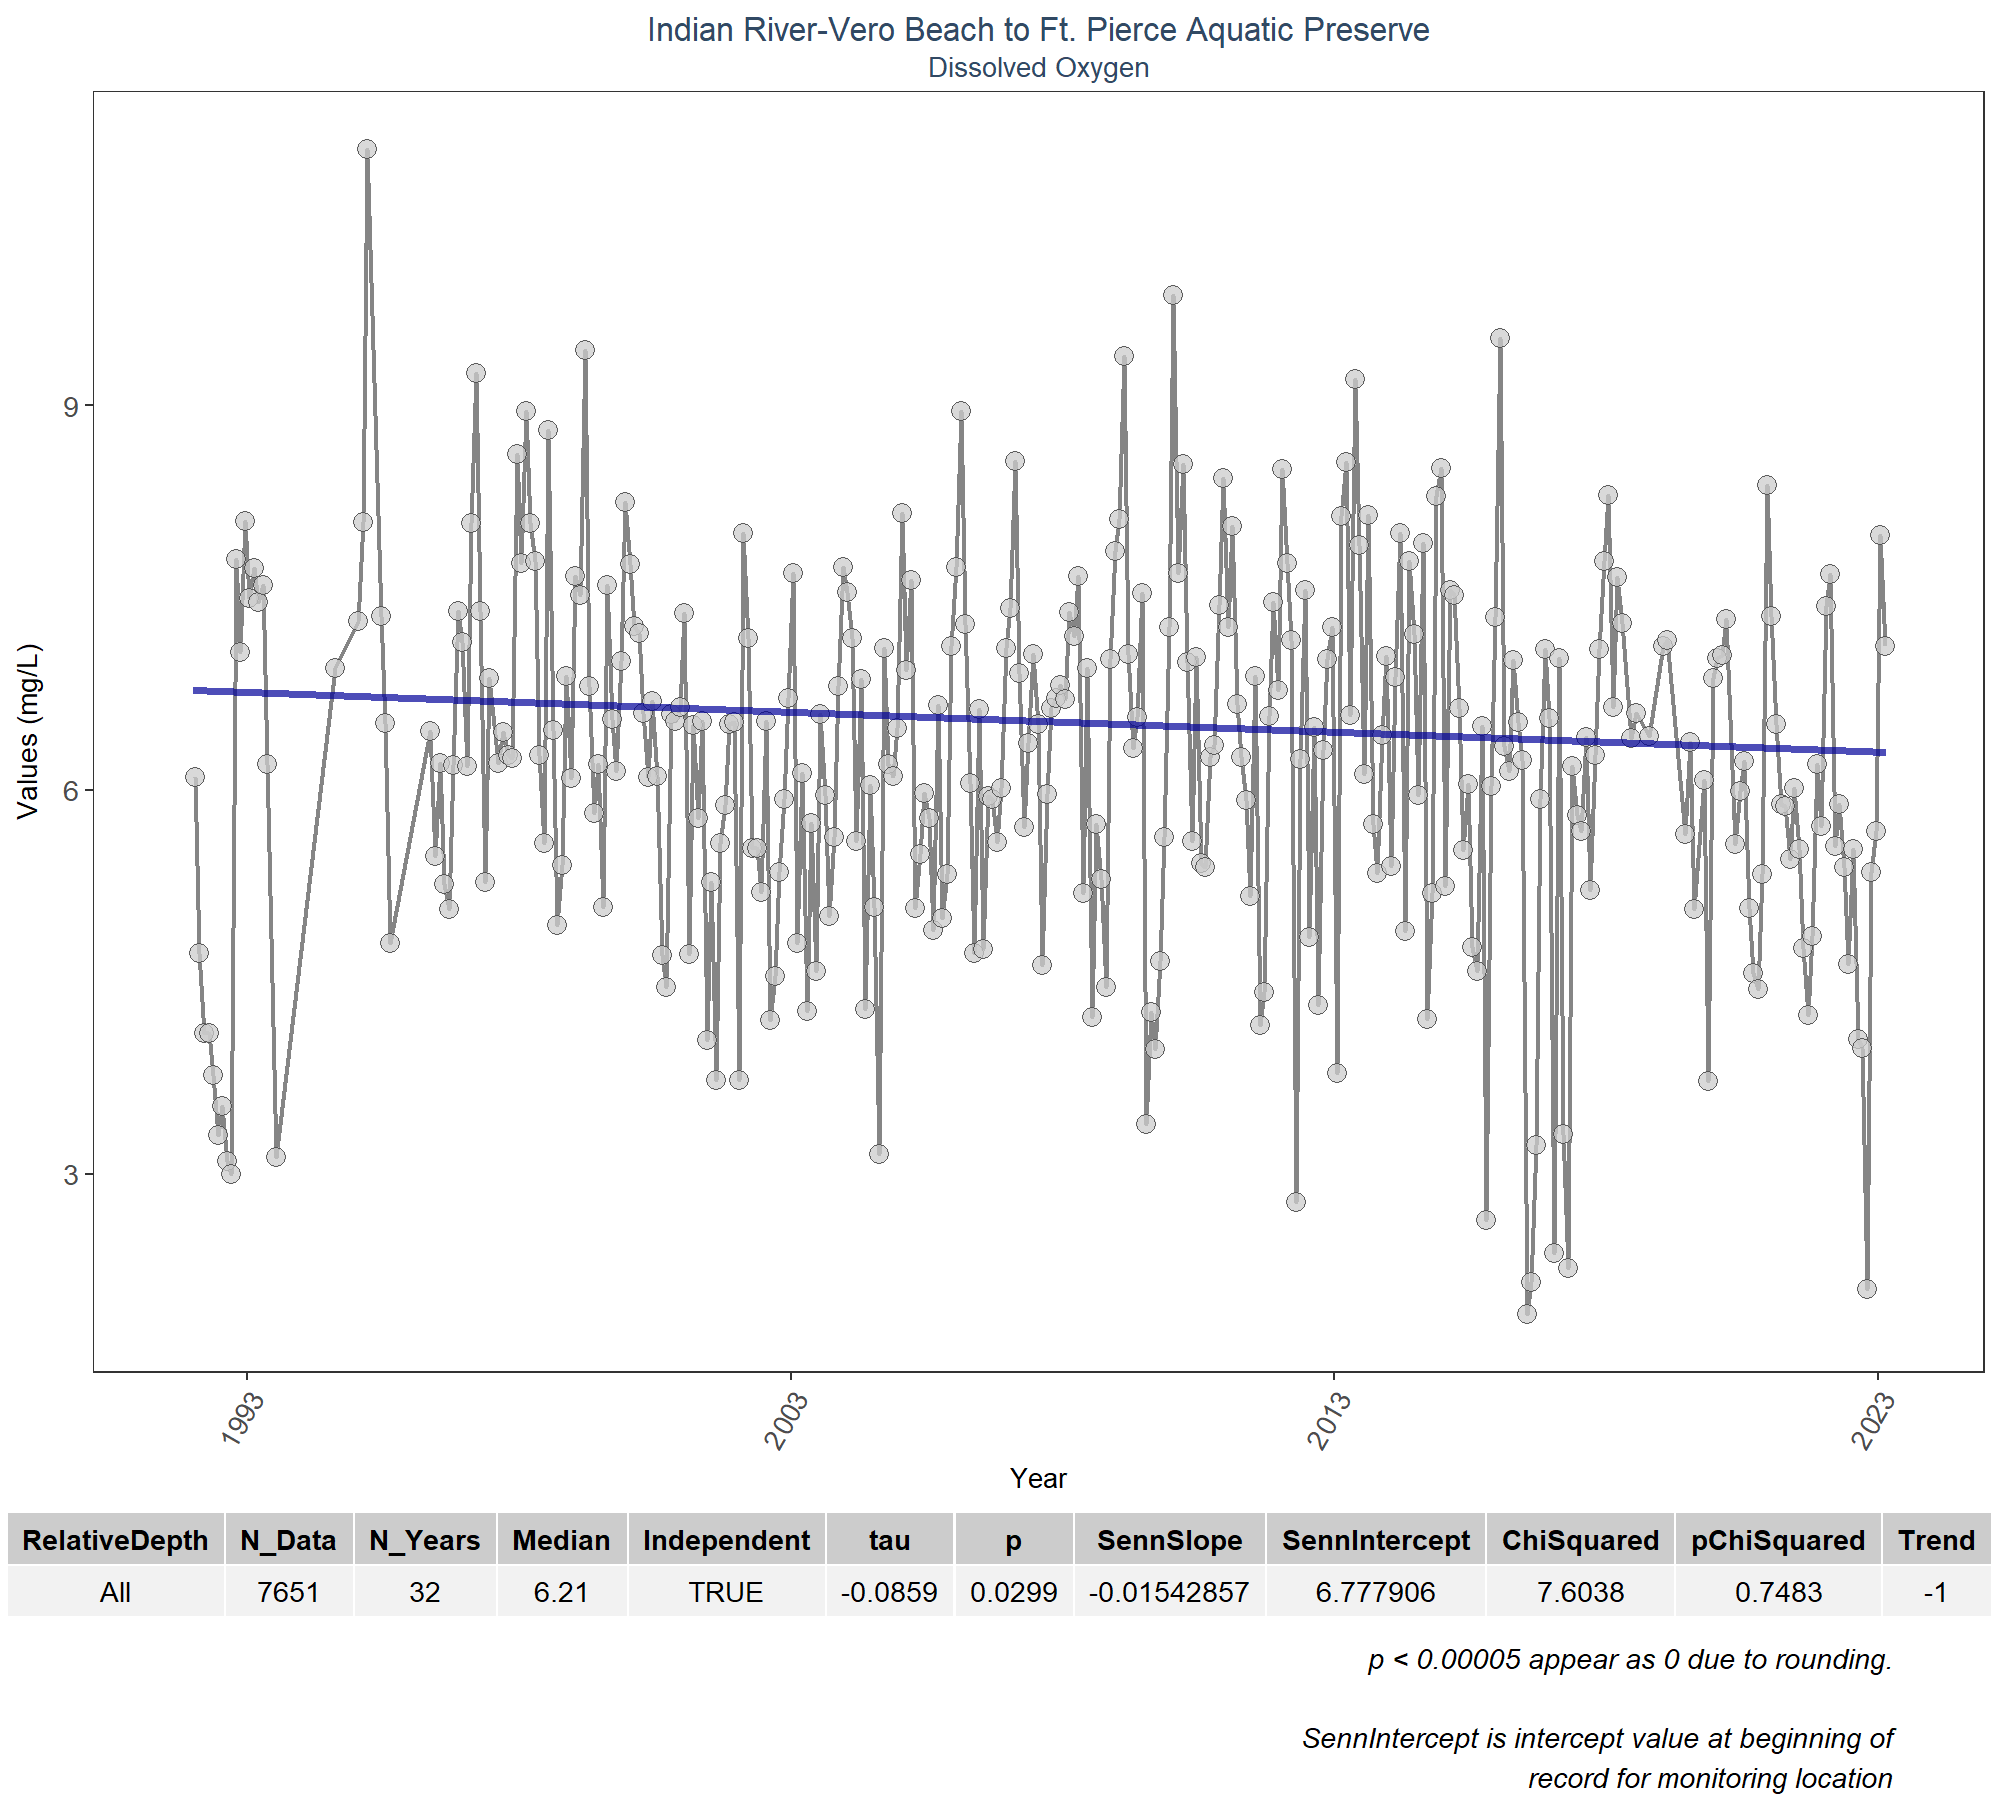 Indian River-Vero Beach to Ft. Pierce Aquatic Preserve
Dissolved Oxygen
Values (mg/L)
9
6
3
1993 2003 2013 2023
Year
RelativeDepth N_Data N_Years Median Independent tau p SennSlope SennIntercept ChiSquared pChiSquared Trend
All 7651 32 6.21 TRUE -0.0859 0.0299 -0.01542857 6.777906 7.6038 0.7483 -1
p < 0.00005 appear as 0 due to rounding.
SennIntercept is intercept value at beginning of
record for monitoring location